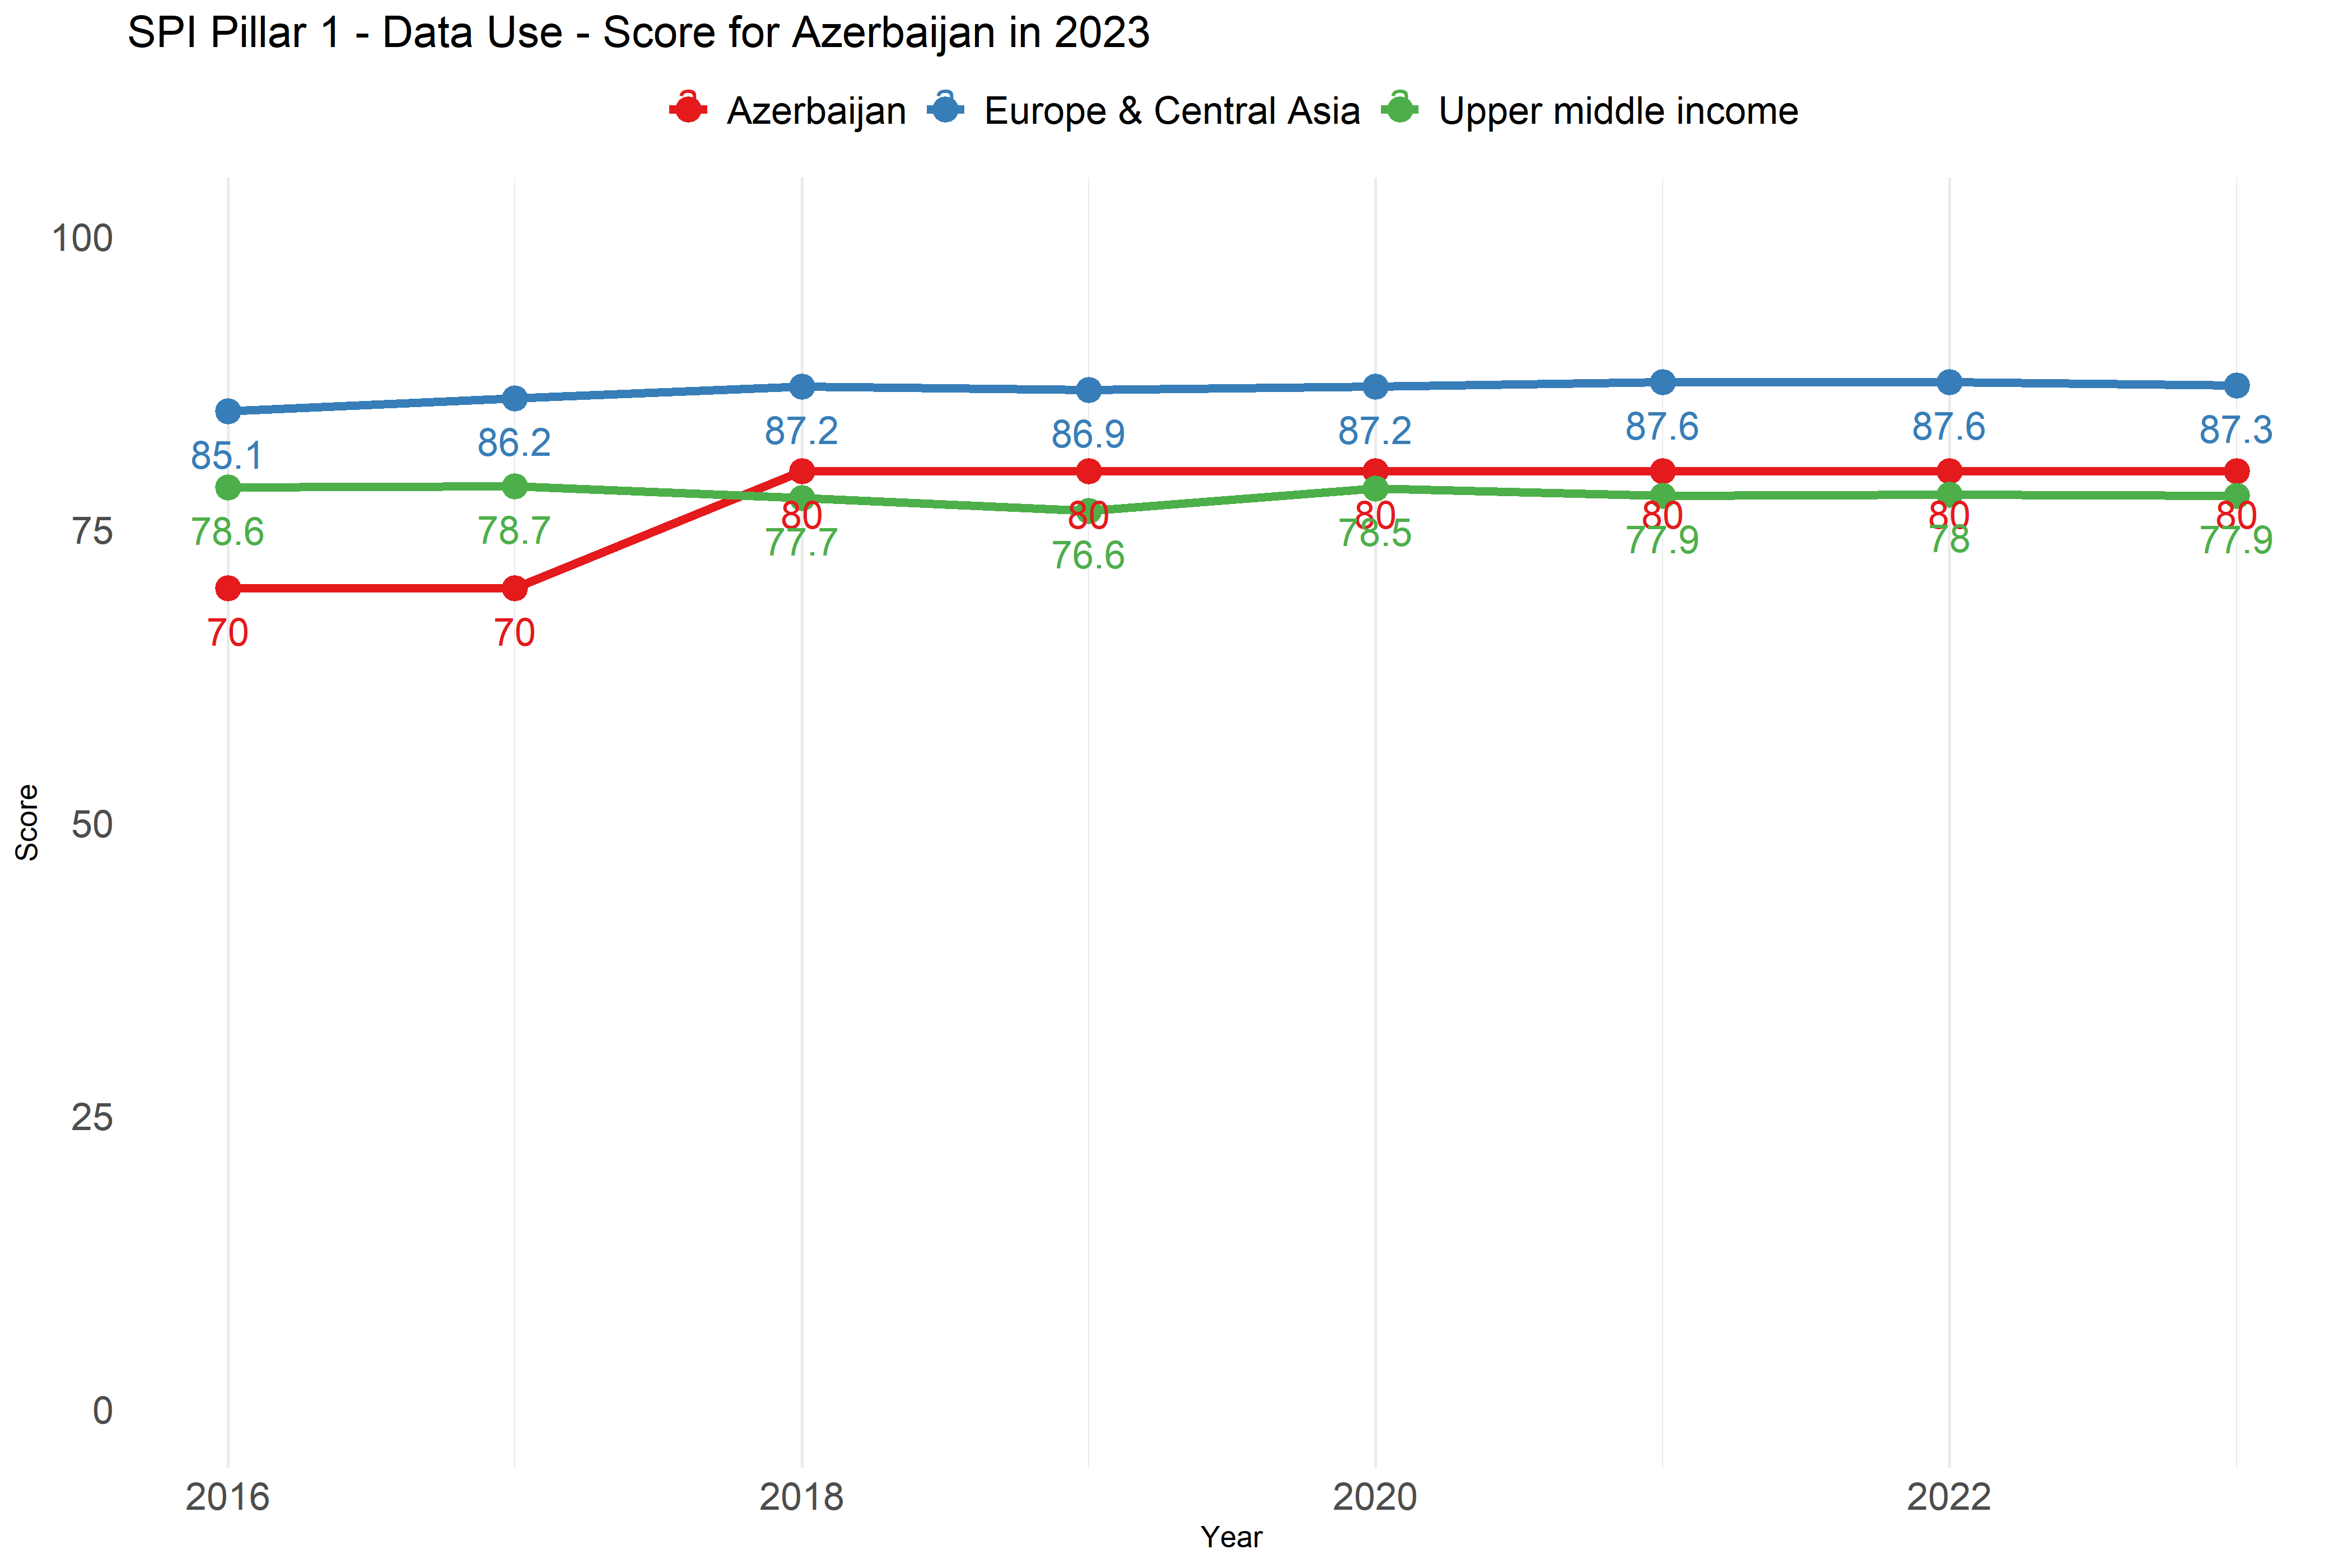 SPI Pillar 1 - Data Use - Score for Azerbaijan in 2023
Azerbaijan Europe & Central Asia Upper middle income
100
75
50
25
0
Score
85.1 86.2 87.2 86.9 87.2 87.6 87.6 87.3
78.6 78.7 77.7 76.6 78.5 77.9 78 77.9
70 70 80 80 80 80 80 80
2016 2018 2020 2022
Year